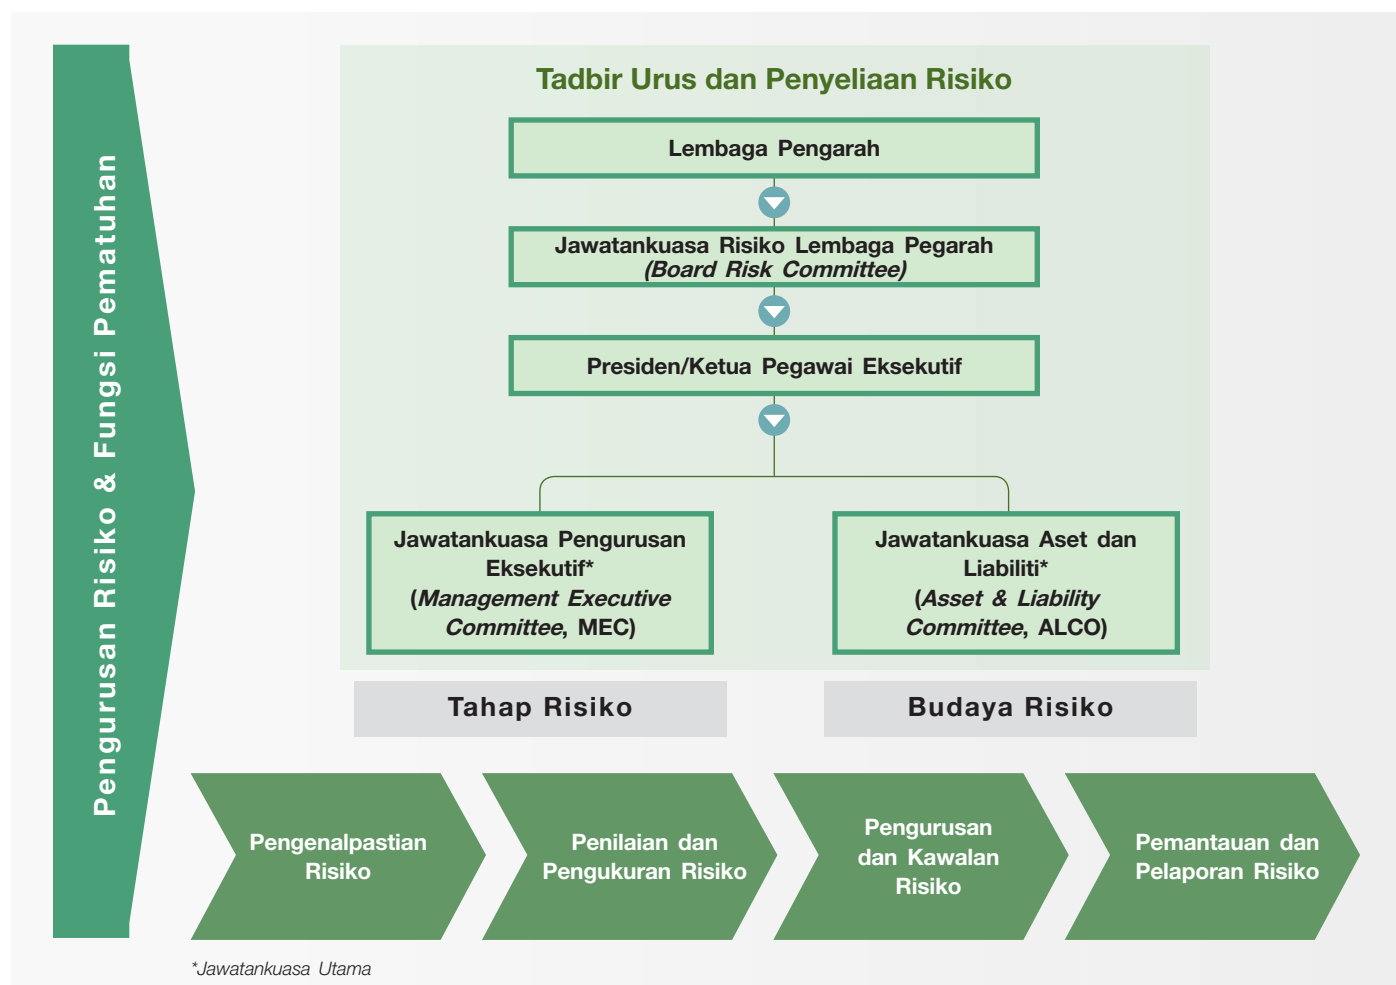 Pengurusan Risiko & Fungsi Pematuhan
Tadbir Urus dan Penyeliaan Risiko
Lembaga Pengarah
Jawatankuasa Risiko Lembaga Pegarah
(Board Risk Committee)
Presiden/Ketua Pegawai Eksekutif
Jawatankuasa Pengurusan
Eksekutif*
(Management Executive
Committee, MEC)
Jawatankuasa Aset dan
Liabiliti*
(Asset & Liability
Committee, ALCO)
Tahap Risiko
Budaya Risiko
Pengenalpastian
Risiko
Penilaian dan
Pengukuran Risiko
Pengurusan
dan Kawalan
Risiko
Pemantauan dan
Pelaporan Risiko
*Jawatankuasa Utama